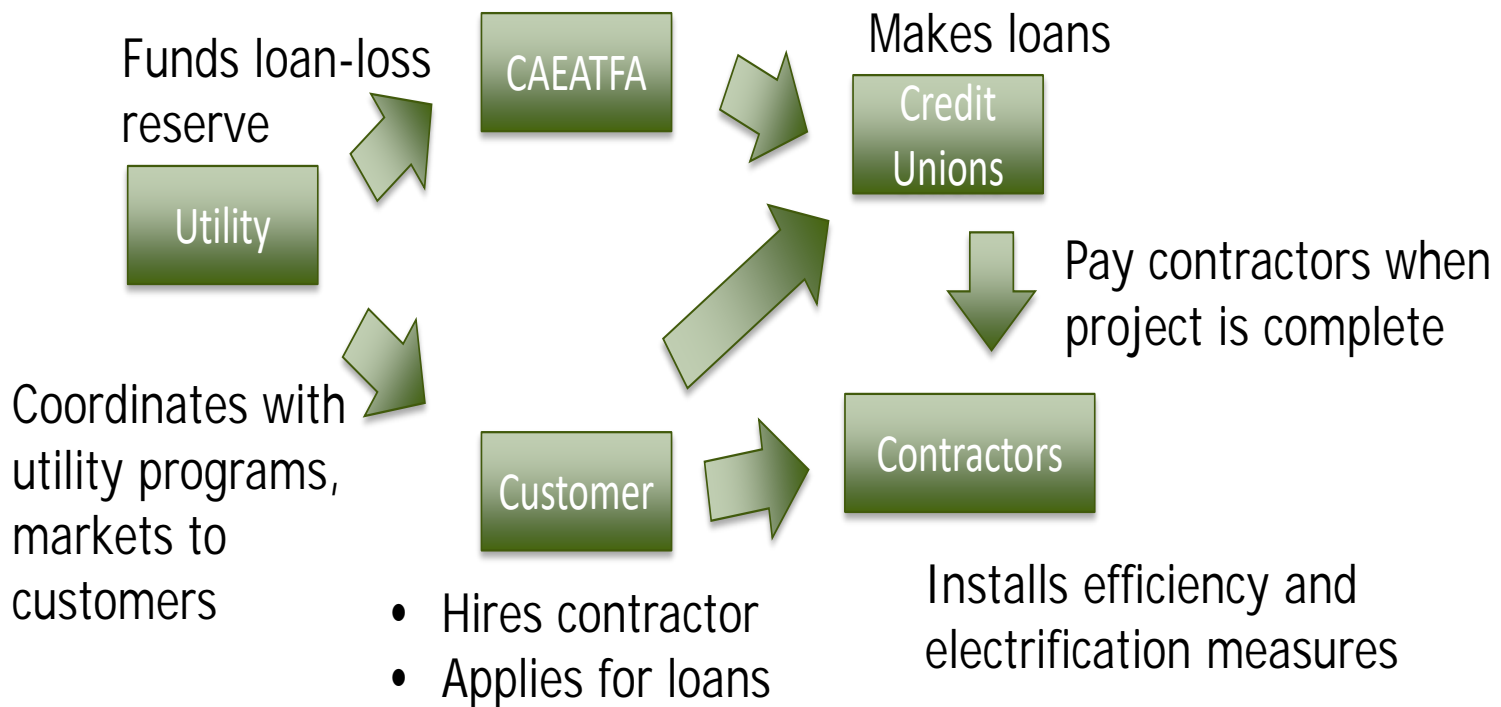 Funds loan-loss
reserve
Utility
CAEATFA
Makes loans
Credit
Unions
Pay contractors when
project is complete
Coordinates with
utility programs,
markets to
customers
Customer
• Hires contractor
• Applies for loans
Contractors
Installs efficiency and
electrification measures